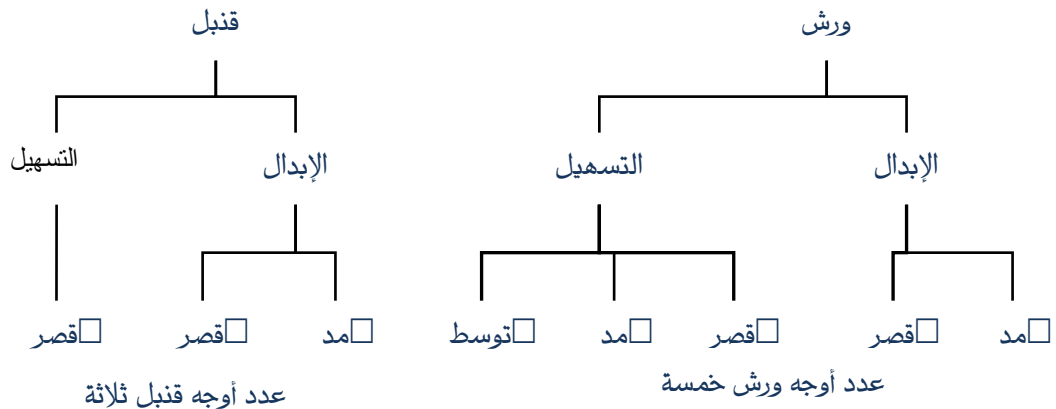 ورش
قنبل
الإبدال
التسهيل
الإبدال
التسهيل
□مد
□قصر
□قصر
□مد
□توسط
□مد
□قصر
□قصر
عدد أوجه ورش خمسة
عدد أوجه قنبل ثلاثة